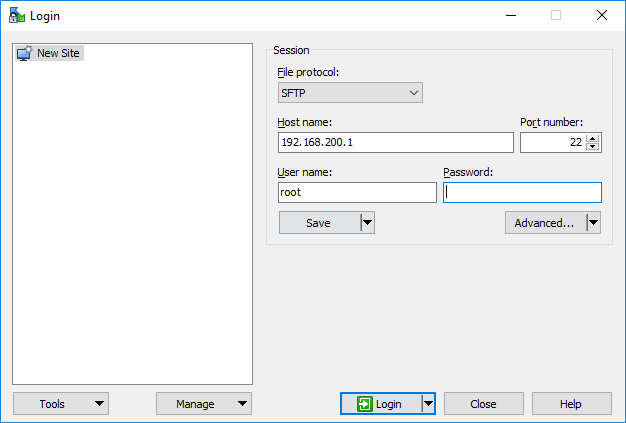 Login
New Site
Session
File protocol:
SFTP
Host name:
Port number:
192.168.200.1
22
User name:
Password:
root
Save
Advanced...
Tools
Manage
Login
Close
Help